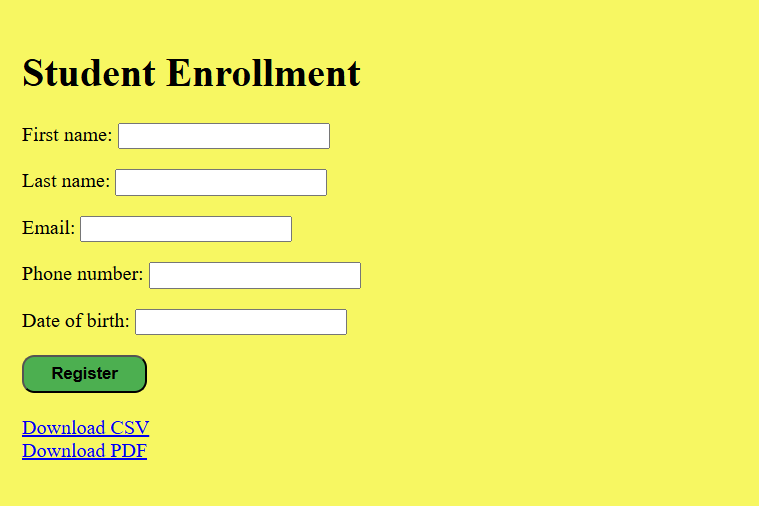 Student Enrollment
First name:
Last name:
Email:
Phone number:
Date of birth:
Register
Download CSV
Download PDF